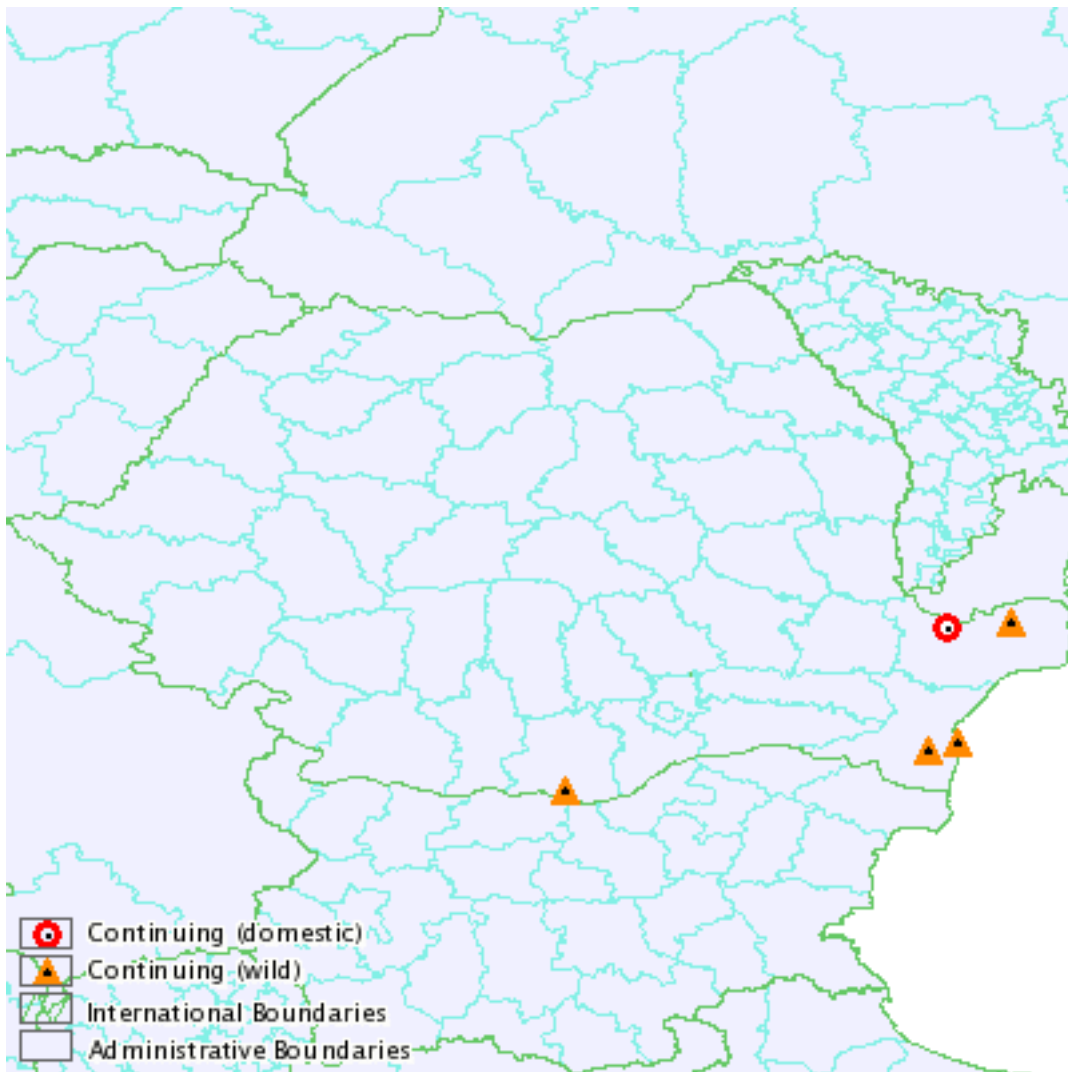 Continuing (domestic)
Continuing (wild)
International Boundaries
Administrative Boundaries